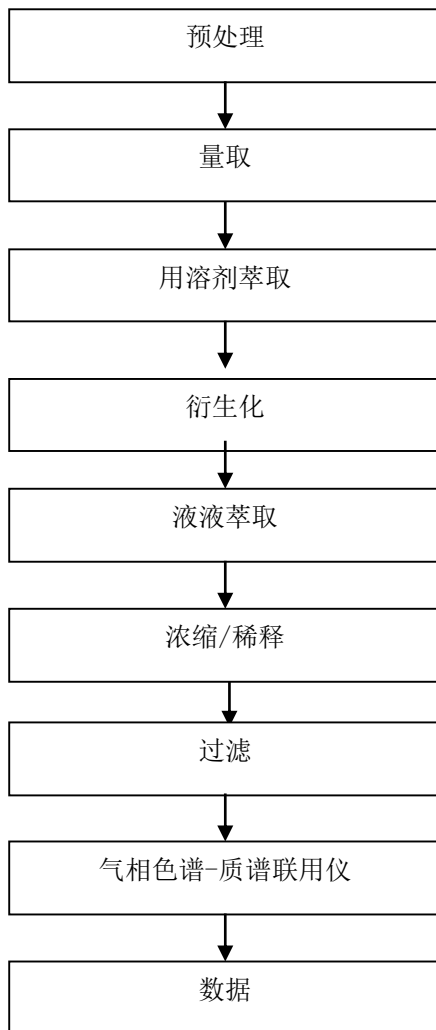 预处理
量取
用溶剂萃取
衍生化
液液萃取
浓缩/稀释
过滤
气相色谱-质谱联用仪
数据